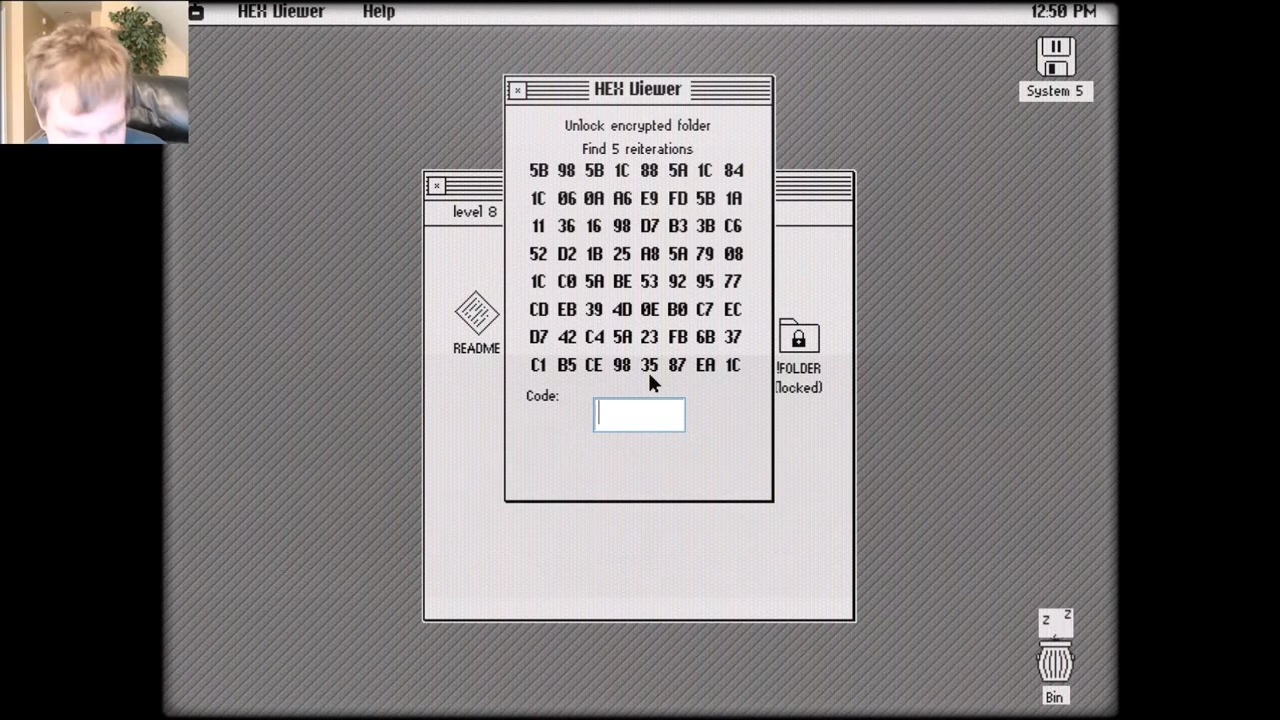 HEX Viewer Help 12:50 PM
System 5
HEX Viewer
Unlock encrypted folder
Find 5 reiterations
5B 98 5B 1C 88 5A 1C 84
1C 06 0A A6 E9 FD 5B 1A
11 36 16 98 D7 B3 3B C6
52 D2 1B 25 A8 5A 79 08
1C C0 5A BE 53 92 95 77
CD EB 39 4D 0E B0 C7 EC
D7 42 C4 5A 23 FB 6B 37
C1 B5 CE 98 35 87 EA 1C
Code:
level 8
README
!FOLDER
(locked)
z z
Bin